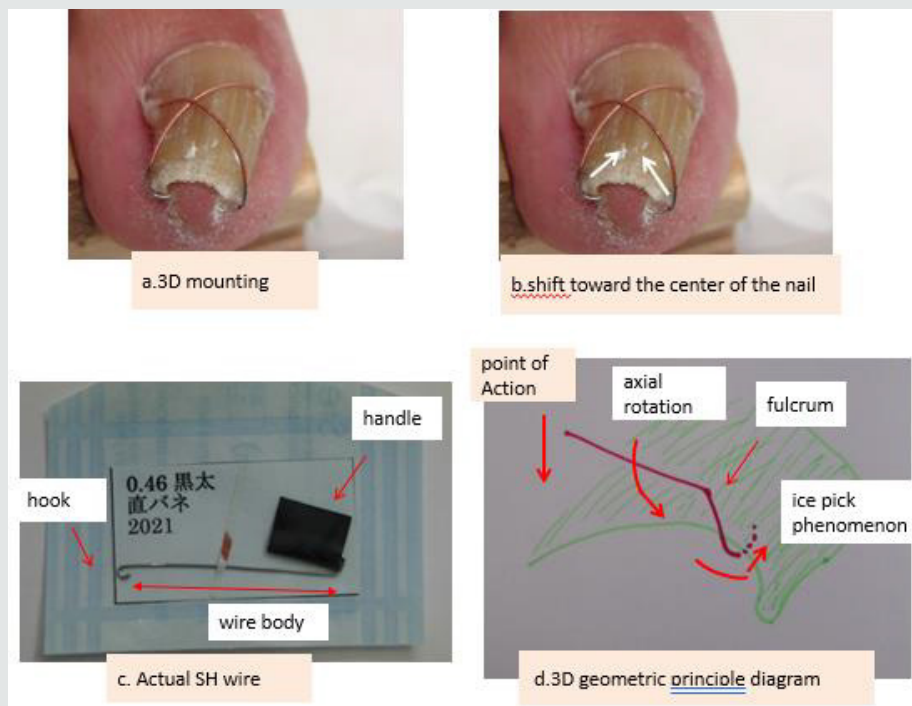 a.3D mounting
b.shift toward the center of the nail
point of
Action
axial
rotation
fulcrum
handle
hook
0.46 黒太
直バネ
2021
ice pick
phenomenon
wire body
c. Actual SH wire
d.3D geometric principle diagram